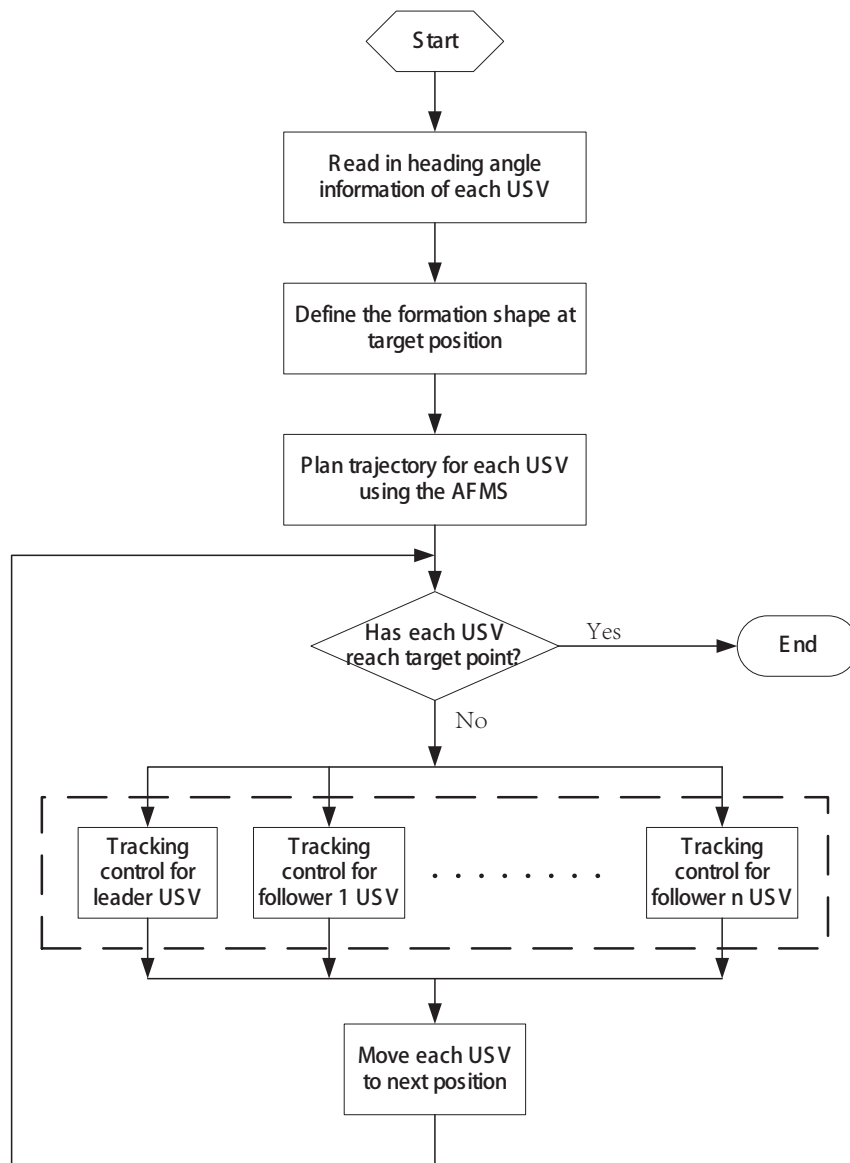 Start
Read in heading angle
information of each USV
Define the formation shape at
target position
Plan trajectory for each USV
using the AFMS
Has each USV
reach target point?
Yes
End
No
Tracking
control for
leader USV
Tracking
control for
follower 1 USV
. . . . . . . .
Tracking
control for
follower n USV
Move each USV
to next position